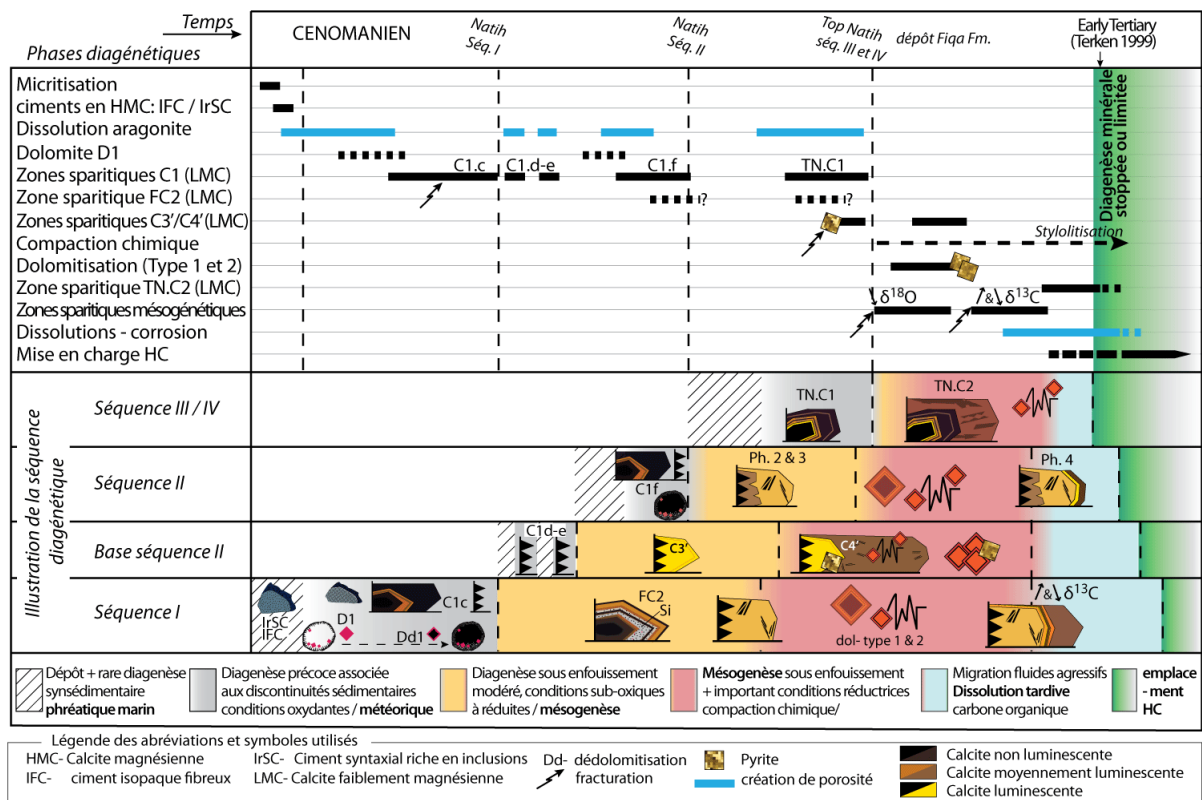 Temps
Phases diagénétiques
CENOMANIEN
Natih
Séq. I
Natih
Séq. II
Top Natih
séq. III et IV
dépôt Fiqa Fm.
Early Tertiary
(Terken 1999)
Micritisation
ciments en HMC: IFC / IrSC
Dissolution aragonite
Dolomite D1
Zones sparitiques C1 (LMC)
C1.c
C1.d-e
C1.f
TN.C1
Zone sparitique FC2 (LMC)
?
?
Zones sparitiques C3'/C4' (LMC)
Compaction chimique
Stylolitisation
Dolomitisation (Type 1 et 2)
Zone sparitique TN.C2 (LMC)
Zones sparitiques mésogénétiques
δ18O
& δ13C
Dissolutions - corrosion
Mise en charge HC
Diagenèse minérale
stoppée ou limitée
Illustration de la séquence
diagénétique
Séquence III / IV
TN.C1
TN.C2
Séquence II
C1f
Ph. 2 & 3
Ph. 4
Base séquence II
C1d-e
C3'
C4'
Séquence I
IrSC
IFC
D1
Dd1
C1c
FC2
Si
dol- type 1 & 2
& δ13C
Dépôt + rare diagenèse
synsédimentaire
phréatique marin
Diagenèse précoce associée
aux discontuités sédimentaires
conditions oxydantes / météorique
Diagenèse sous enfouissement
modéré, conditions sub-oxiques
à réduites / mésogenèse
Mésogenèse sous enfouissement
+ important conditions réductrices
compaction chimique/
Migration fluides agressifs
Dissolution tardive
carbone organique
emplace
- ment
HC
Légende des abréviations et symboles utilisés
HMC- Calcite magnésienne
IFC- ciment isopaque fibreux
IrSC- Ciment syntaxial riche en inclusions
LMC- Calcite faiblement magnésienne
Dd- dédolomitisation
fracturation
Pyrite
création de porosité
Calcite non luminescente
Calcite moyennement luminescente
Calcite luminescente